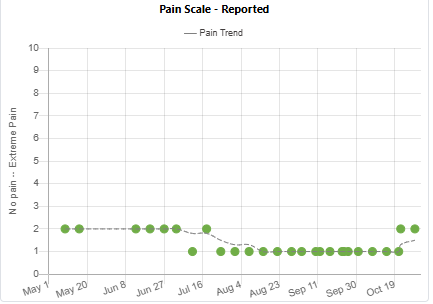 Pain Scale - Reported
Pain Trend
No pain -- Extreme Pain
10
9
8
7
6
5
4
3
2
1
0
May 1
May 20
Jun 8
Jun 27
Jul 16
Aug 4
Aug 23
Sep 11
Sep 30
Oct 19